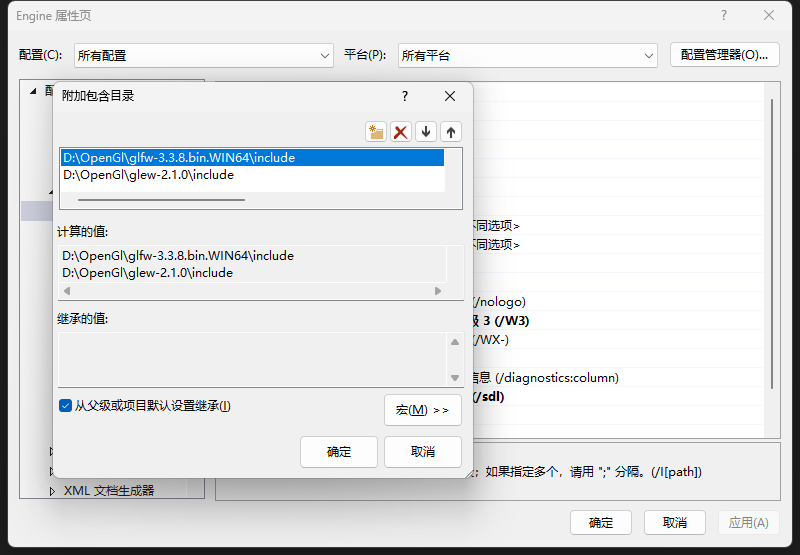 Engine 属性页
配置(C): 所有配置 平台(P): 所有平台 配置管理器(O)...
附加包含目录
D:\OpenGl\glfw-3.3.8.bin.WIN64\include
D:\OpenGl\glew-2.1.0\include
计算的值:
D:\OpenGl\glfw-3.3.8.bin.WIN64\include
D:\OpenGl\glew-2.1.0\include
继承的值:
从父级或项目默认设置继承(I)
宏(M) >>
确定 取消
同选项>
同选项>
(/nologo)
3 (/W3)
(/WX-)
信息 (/diagnostics:column)
(/sdl)
; 如果指定多个，请用 ";" 分隔。(/I[path])
XML 文档生成器
确定 取消 应用(A)